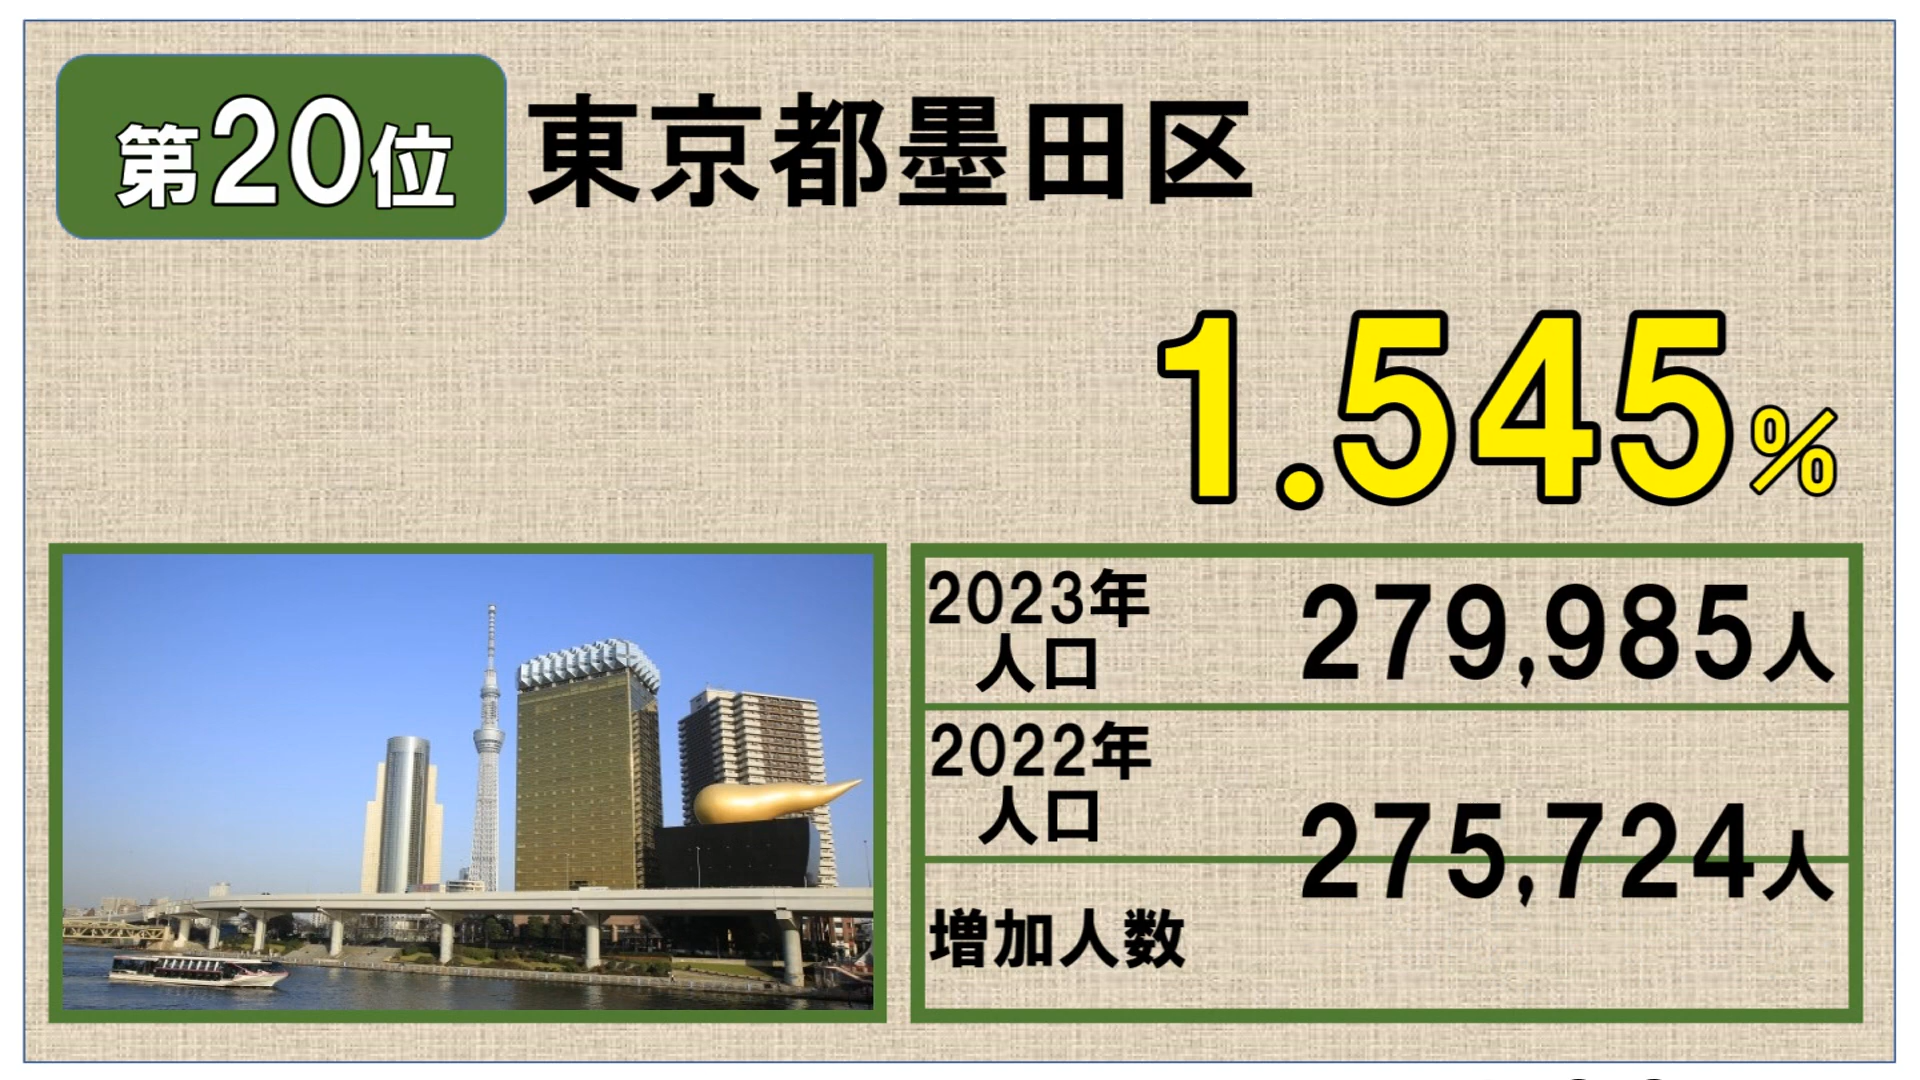 第20位 東京都墨田区
1.545%
2023年
人口
279,985人
2022年
人口
275,724人
増加人数